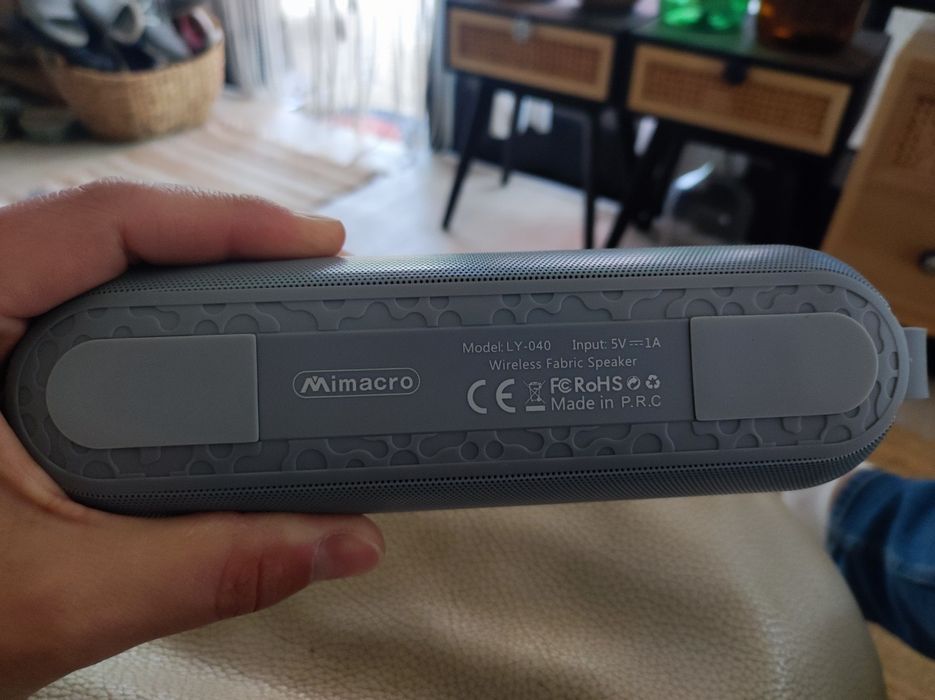 Mimacro
Model: LY-040 Input: 5V⎓1A
Wireless Fabric Speaker
CE FC RoHS
Made in P.R.C